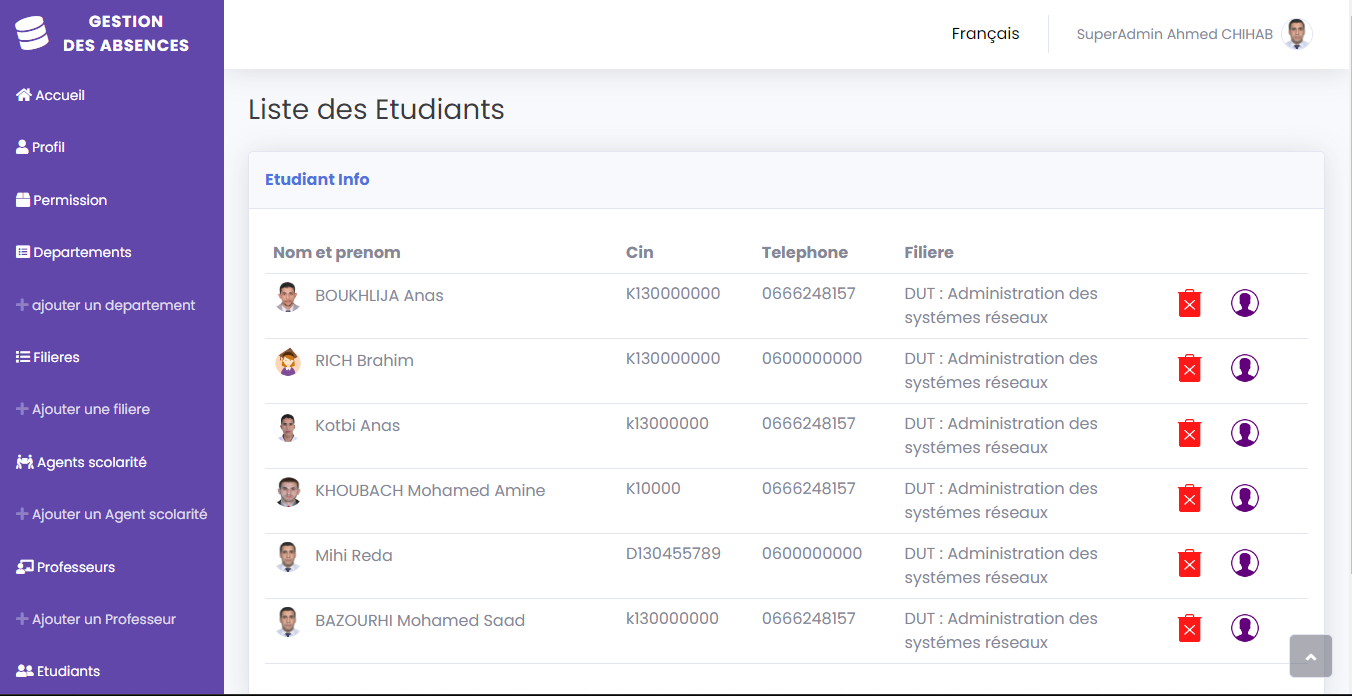 GESTION
DES ABSENCES
Accueil
Profil
Permission
Departements
ajouter un departement
Filieres
Ajouter une filiere
Agents scolarité
Ajouter un Agent scolarité
Professeurs
Ajouter un Professeur
Etudiants
Français SuperAdmin Ahmed CHIHAB
Liste des Etudiants
Etudiant Info
Nom et prenom Cin Telephone Filiere
BOUKHLIJA Anas K130000000 0666248157 DUT : Administration des
systémes réseaux
RICH Brahim K130000000 0600000000 DUT : Administration des
systémes réseaux
Kotbi Anas k13000000 0666248157 DUT : Administration des
systémes réseaux
KHOUBACH Mohamed Amine K10000 0666248157 DUT : Administration des
systémes réseaux
Mihi Reda D130455789 0600000000 DUT : Administration des
systémes réseaux
BAZOURHI Mohamed Saad k130000000 0666248157 DUT : Administration des
systémes réseaux